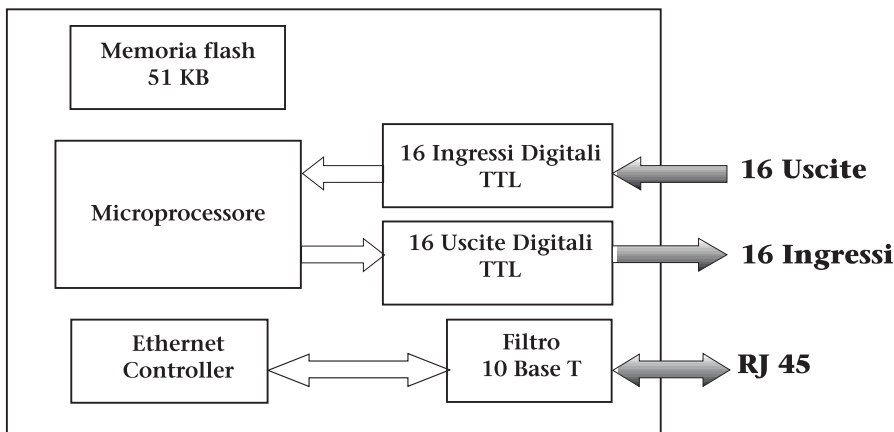 Memoria flash
51 KB
16 Ingressi Digitali
TTL
16 Uscite
Microprocessore
16 Uscite Digitali
TTL
16 Ingressi
Ethernet
Controller
Filtro
10 Base T
RJ 45